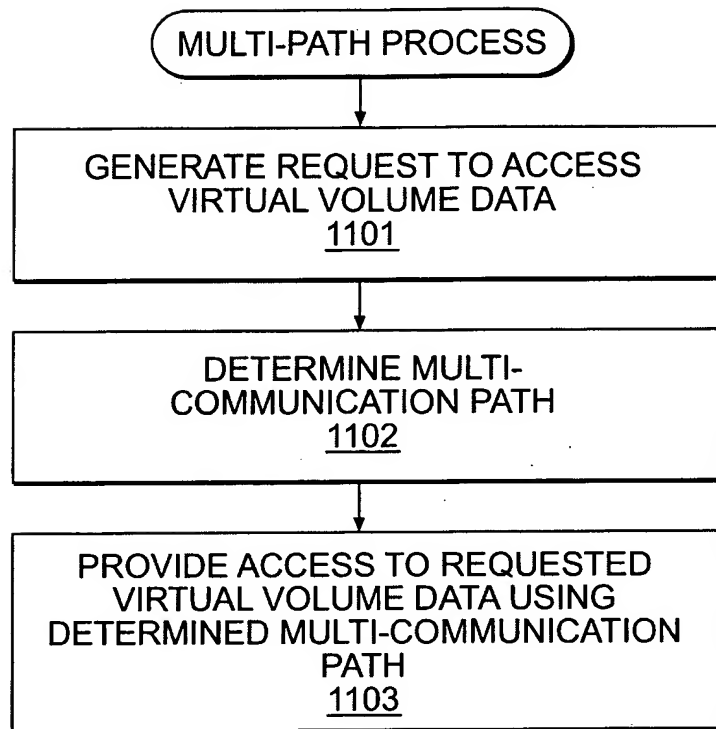 MULTI-PATH PROCESS
GENERATE REQUEST TO ACCESS
VIRTUAL VOLUME DATA
1101
DETERMINE MULTI-
COMMUNICATION PATH
1102
PROVIDE ACCESS TO REQUESTED
VIRTUAL VOLUME DATA USING
DETERMINED MULTI-COMMUNICATION
PATH
1103